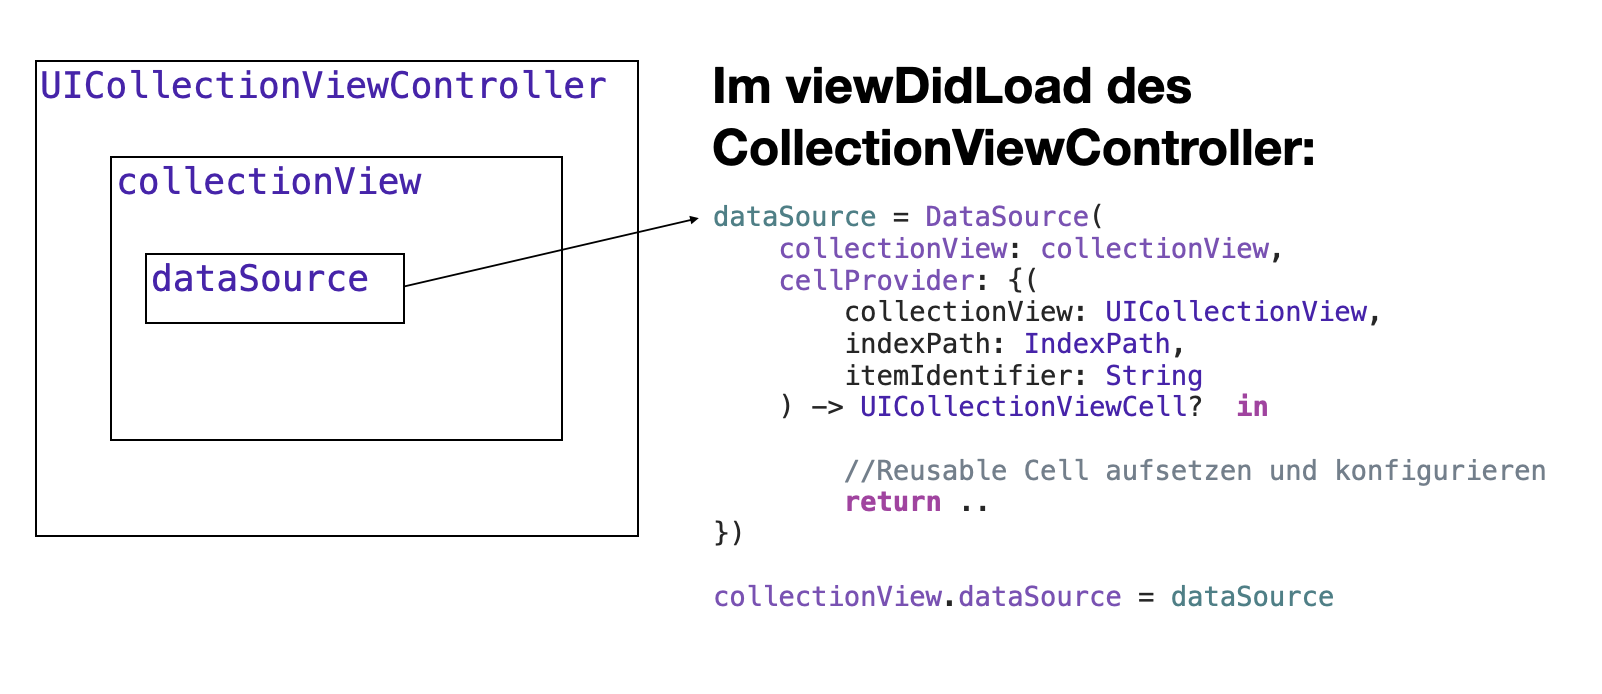 UICollectionViewController
collectionView
dataSource
Im viewDidLoad des
CollectionViewController:
dataSource = DataSource(
    collectionView: collectionView,
    cellProvider: {(
        collectionView: UICollectionView,
        indexPath: IndexPath,
        itemIdentifier: String
    ) -> UICollectionViewCell?  in
        //Reusable Cell aufsetzen und konfigurieren
        return ..
})
collectionView.dataSource = dataSource